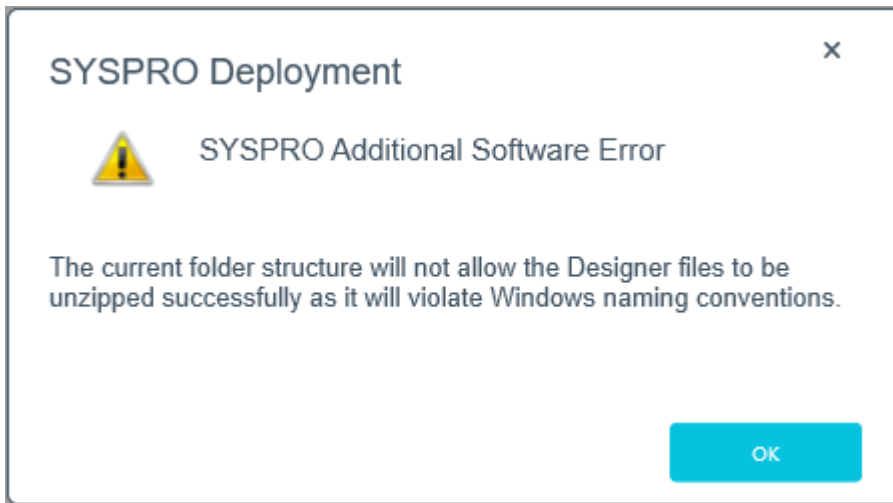 SYSPRO Deployment
SYSPRO Additional Software Error
The current folder structure will not allow the Designer files to be
unzipped successfully as it will violate Windows naming conventions.
OK